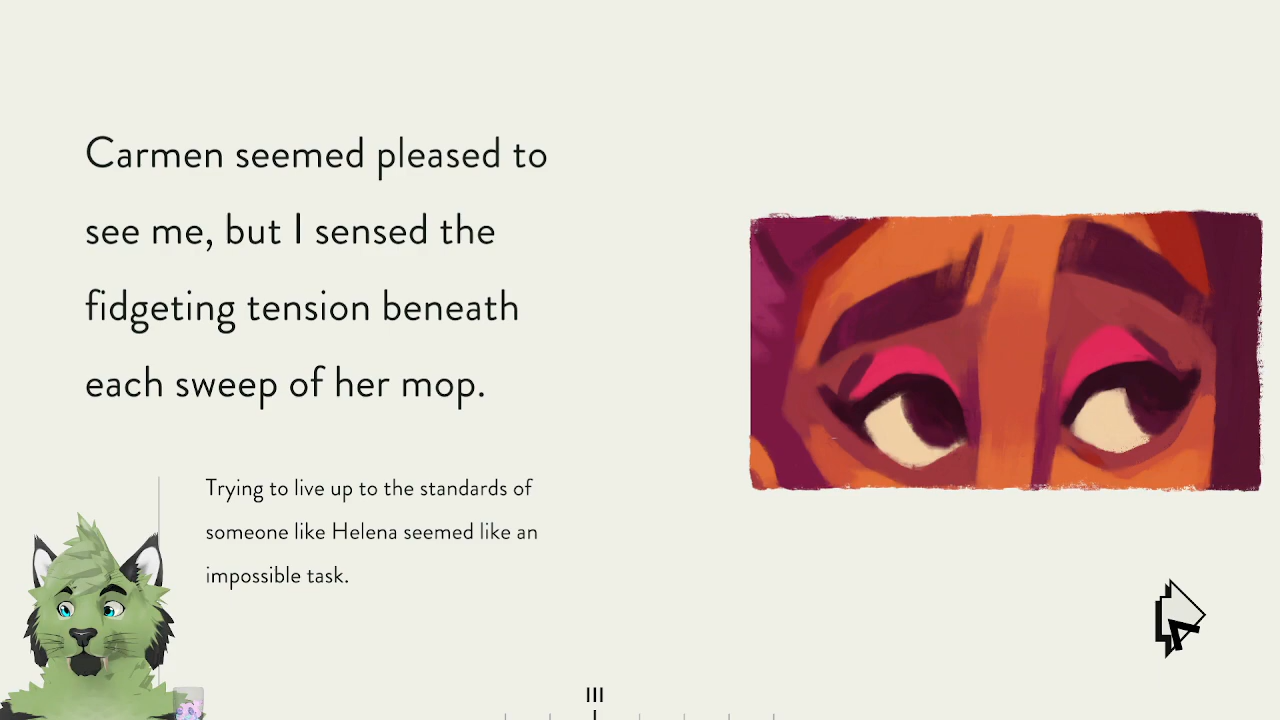 Carmen seemed pleased to
see me, but I sensed the
fidgeting tension beneath
each sweep of her mop.
Trying to live up to the standards of
someone like Helena seemed like an
impossible task.
III